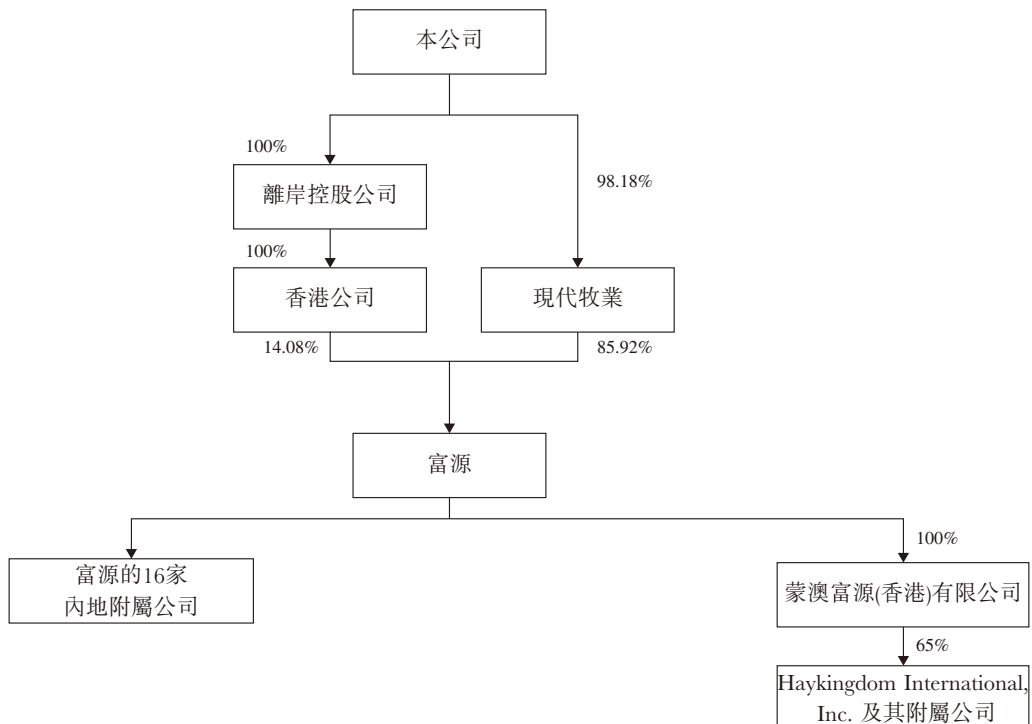 本公司
100%
離岸控股公司
98.18%
100%
香港公司
現代牧業
14.08%
85.92%
富源
100%
富源的16家
內地附屬公司
蒙澳富源(香港)有限公司
65%
Haykingdom International,
Inc. 及其附屬公司